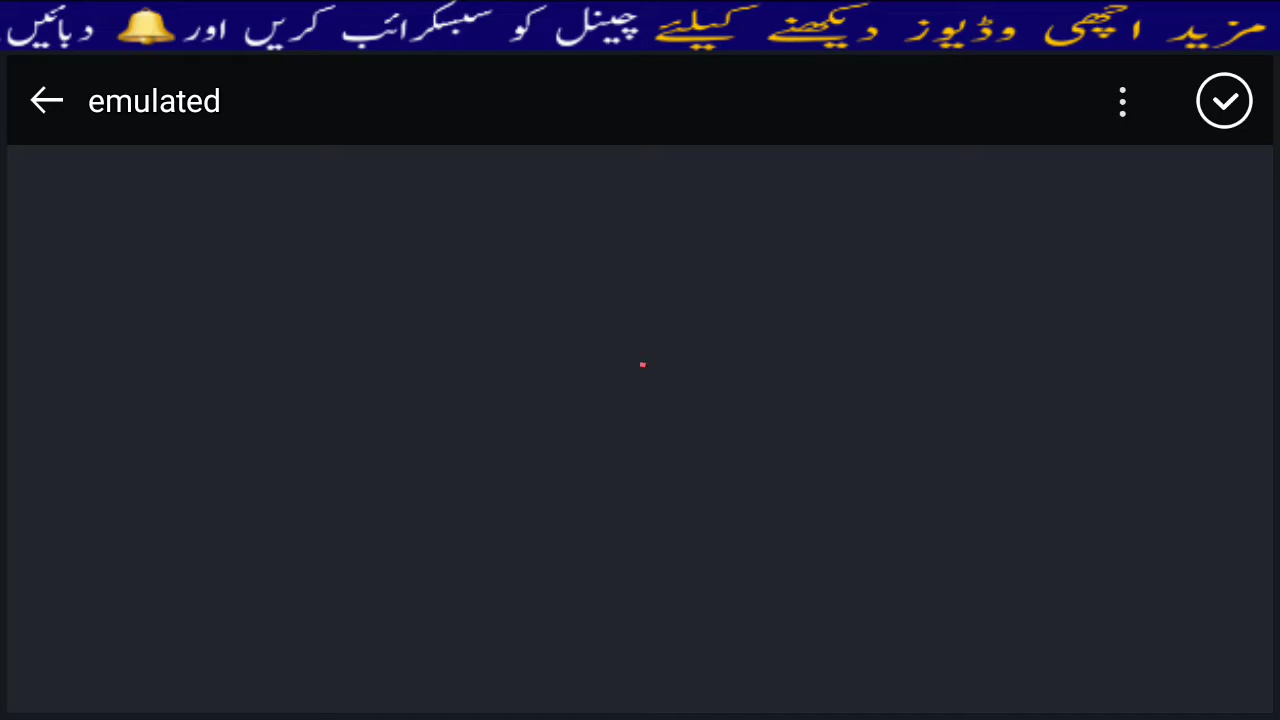 مزید اچھی وڈیوز دیکھنے کیلئے چینل کو سبسکرائب کریں اور🔔 دبائیں
emulated